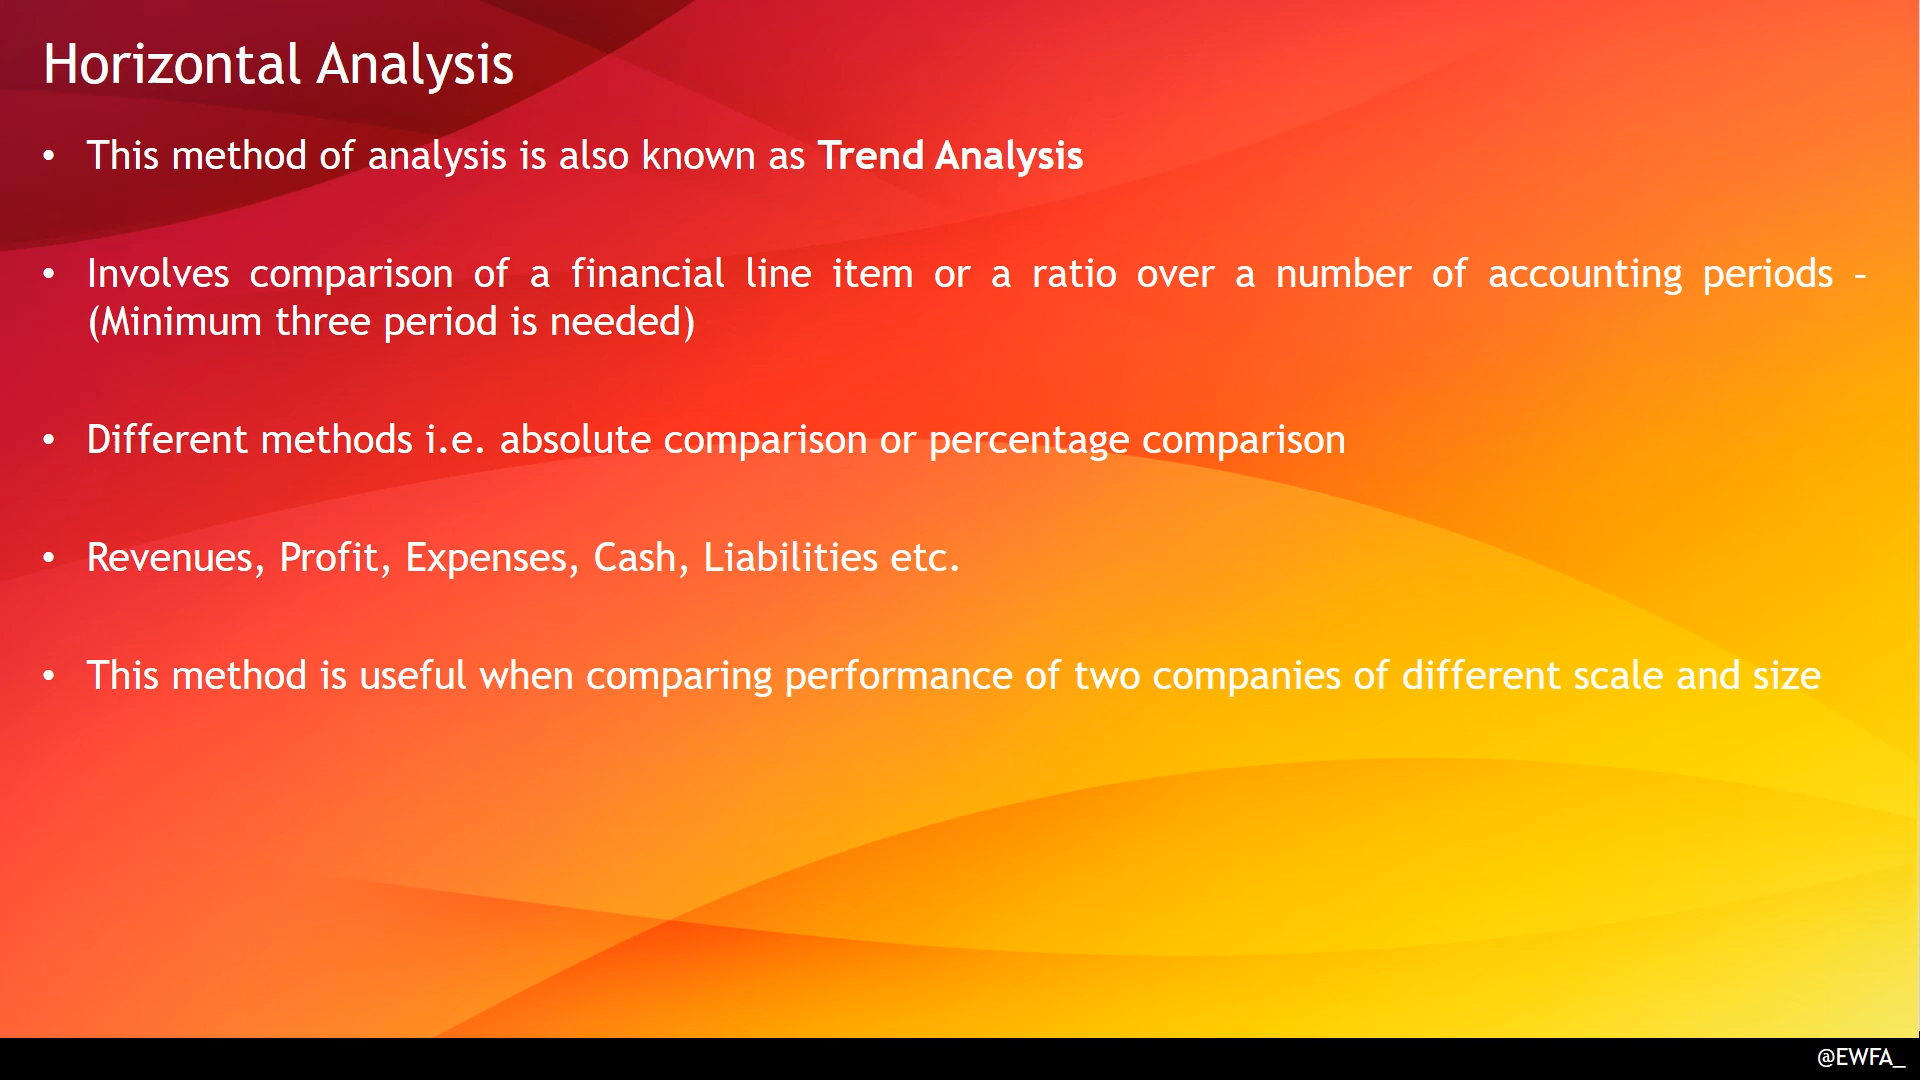 Horizontal Analysis
• This method of analysis is also known as Trend Analysis
• Involves comparison of a financial line item or a ratio over a number of accounting periods –
(Minimum three period is needed)
• Different methods i.e. absolute comparison or percentage comparison
• Revenues, Profit, Expenses, Cash, Liabilities etc.
• This method is useful when comparing performance of two companies of different scale and size
@EWFA_